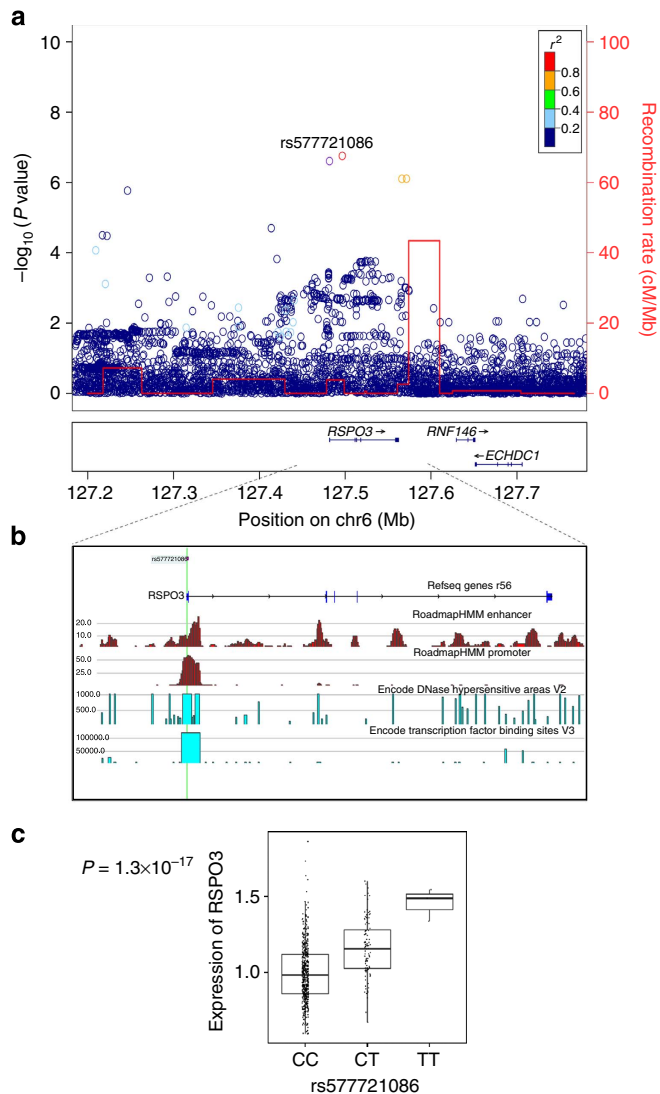 a
10
8
6
4
2
0
–log10 (P value)
rs577721086
r2
0.8
0.6
0.4
0.2
100
80
60
40
20
0
Recombination rate (cM/Mb)
RSPO3 →
RNF146 →
←ECHDC1
127.2 127.3 127.4 127.5 127.6 127.7
Position on chr6 (Mb)
b
rs577721086
RSPO3
Refseq genes r56
RoadmapHMM enhancer
20.0
10.0
RoadmapHMM promoter
50.0
25.0
Encode DNase hypersensitive areas V2
1000.0
500.0
Encode transcription factor binding sites V3
100000.0
50000.0
c
P = 1.3×10−17
Expression of RSPO3
1.5
1.0
CC CT TT
rs577721086